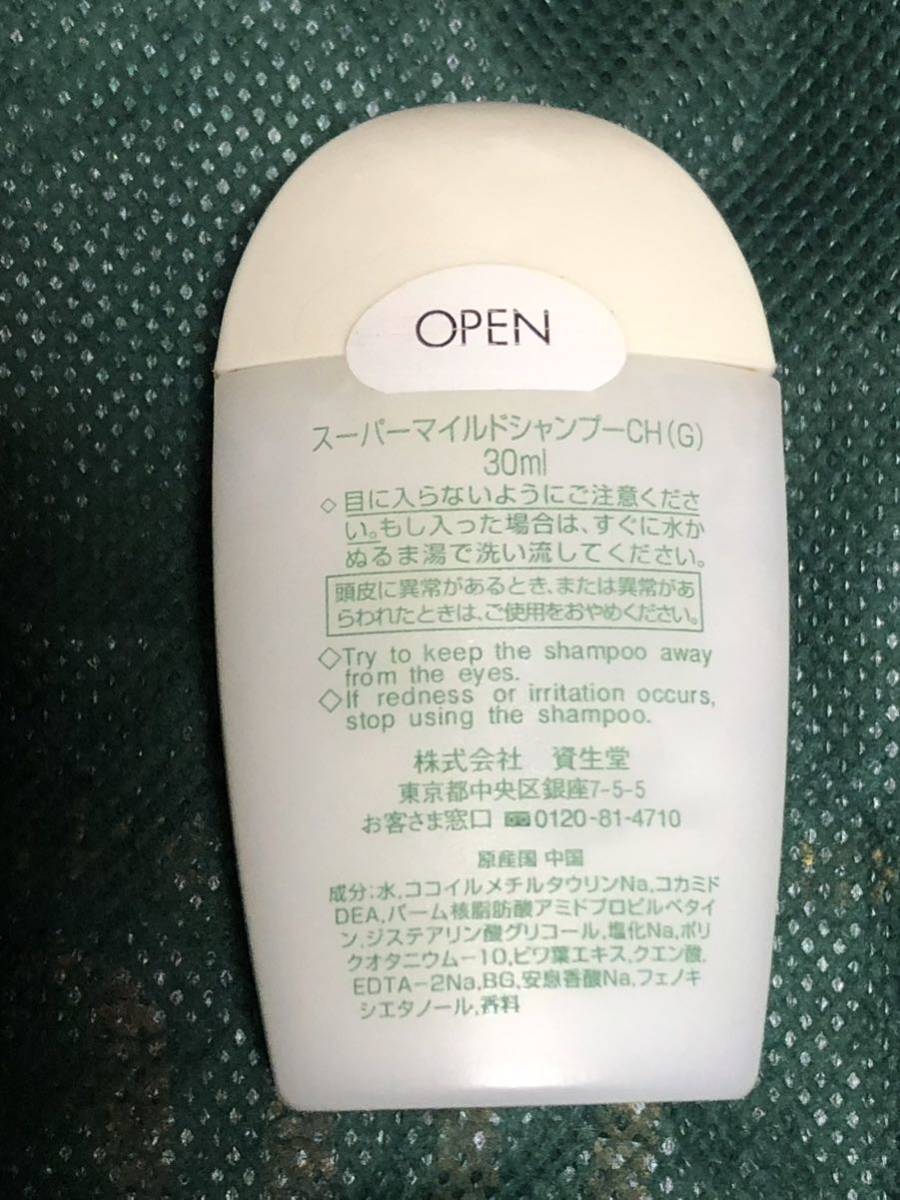 OPEN
スーパーマイルドシャンプーCH(G)
30ml
◇目に入らないようにご注意くださ
い。もし入った場合は、すぐに水か
ぬるま湯で洗い流してください。
頭皮に異常があるとき、または異常があ
らわれたときは、ご使用をおやめください。
◇Try to keep the shampoo away
from the eyes.
◇If redness or irritation occurs,
stop using the shampoo.
株式会社 資生堂
東京都中央区銀座7-5-5
お客さま窓口 0120-81-4710
原産国 中国
成分:水,ココイルメチルタウリンNa,コカミド
DEA,パーム核脂肪酸アミドプロピルベタイ
ン,ジステアリン酸グリコール,塩化Na,ポリ
クオタニウム-10,ビワ葉エキス,クエン酸,
EDTA-2Na,BG,安息香酸Na,フェノキ
シエタノール,香料